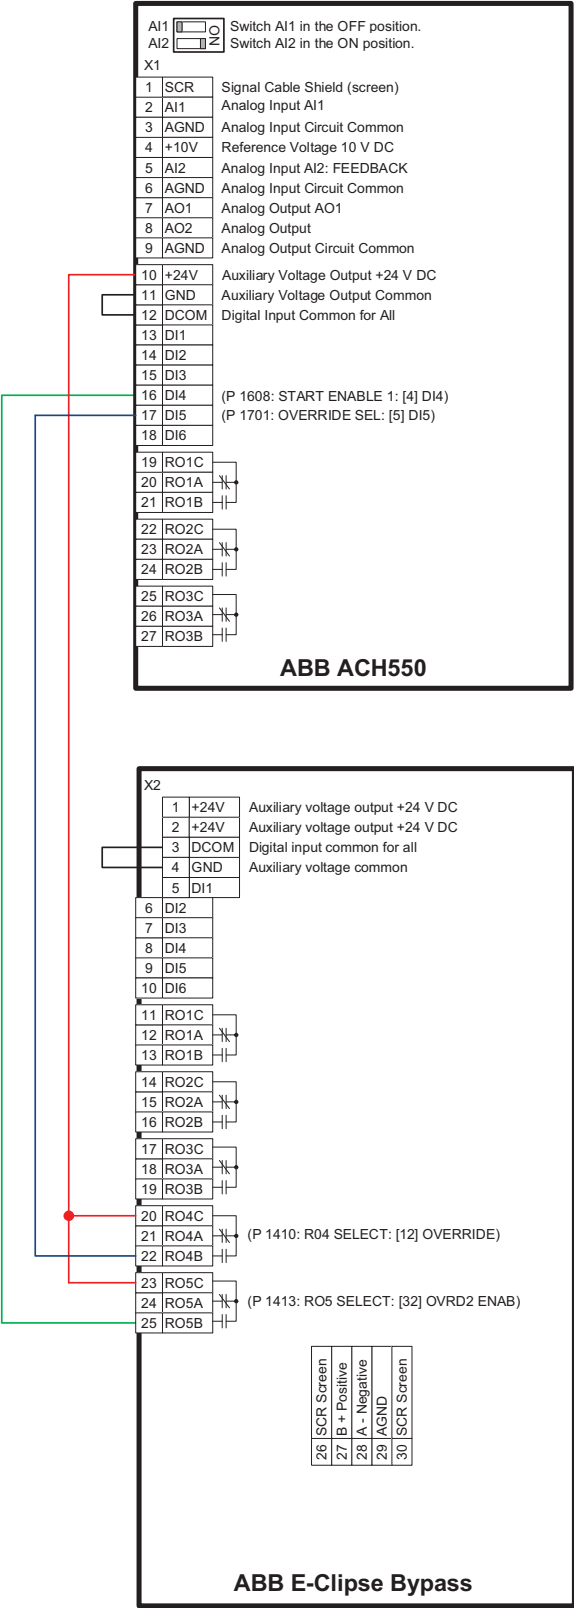 AI1 Switch AI1 in the OFF position.
AI2 ON Switch AI2 in the ON position.
X1
1 SCR Signal Cable Shield (screen)
2 AI1 Analog Input AI1
3 AGND Analog Input Circuit Common
4 +10V Reference Voltage 10 V DC
5 AI2 Analog Input AI2: FEEDBACK
6 AGND Analog Input Circuit Common
7 AO1 Analog Output AO1
8 AO2 Analog Output
9 AGND Analog Output Circuit Common
10 +24V Auxiliary Voltage Output +24 V DC
11 GND Auxiliary Voltage Output Common
12 DCOM Digital Input Common for All
13 DI1
14 DI2
15 DI3
16 DI4 (P 1608: START ENABLE 1: [4] DI4)
17 DI5 (P 1701: OVERRIDE SEL: [5] DI5)
18 DI6
19 RO1C
20 RO1A
21 RO1B
22 RO2C
23 RO2A
24 RO2B
25 RO3C
26 RO3A
27 RO3B
ABB ACH550
X2
1 +24V Auxiliary voltage output +24 V DC
2 +24V Auxiliary voltage output +24 V DC
3 DCOM Digital input common for all
4 GND Auxiliary voltage common
5 DI1
6 DI2
7 DI3
8 DI4
9 DI5
10 DI6
11 RO1C
12 RO1A
13 RO1B
14 RO2C
15 RO2A
16 RO2B
17 RO3C
18 RO3A
19 RO3B
20 RO4C
21 RO4A (P 1410: R04 SELECT: [12] OVERRIDE)
22 RO4B
23 RO5C
24 RO5A (P 1413: RO5 SELECT: [32] OVRD2 ENAB)
25 RO5B
26 SCR Screen
27 B + Positive
28 A - Negative
29 AGND
30 SCR Screen
ABB E-Clipse Bypass